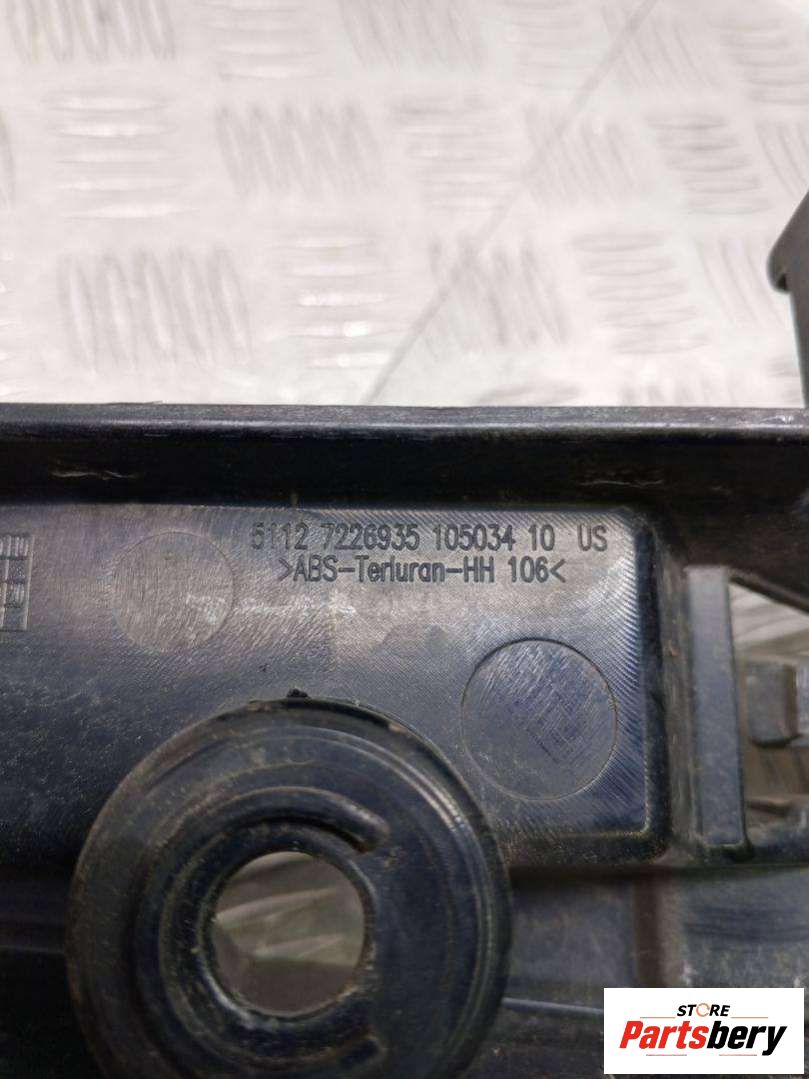 5112 7226935 105034 10 US
>ABS-Terluran-HH 106<
STORE
Partsbery